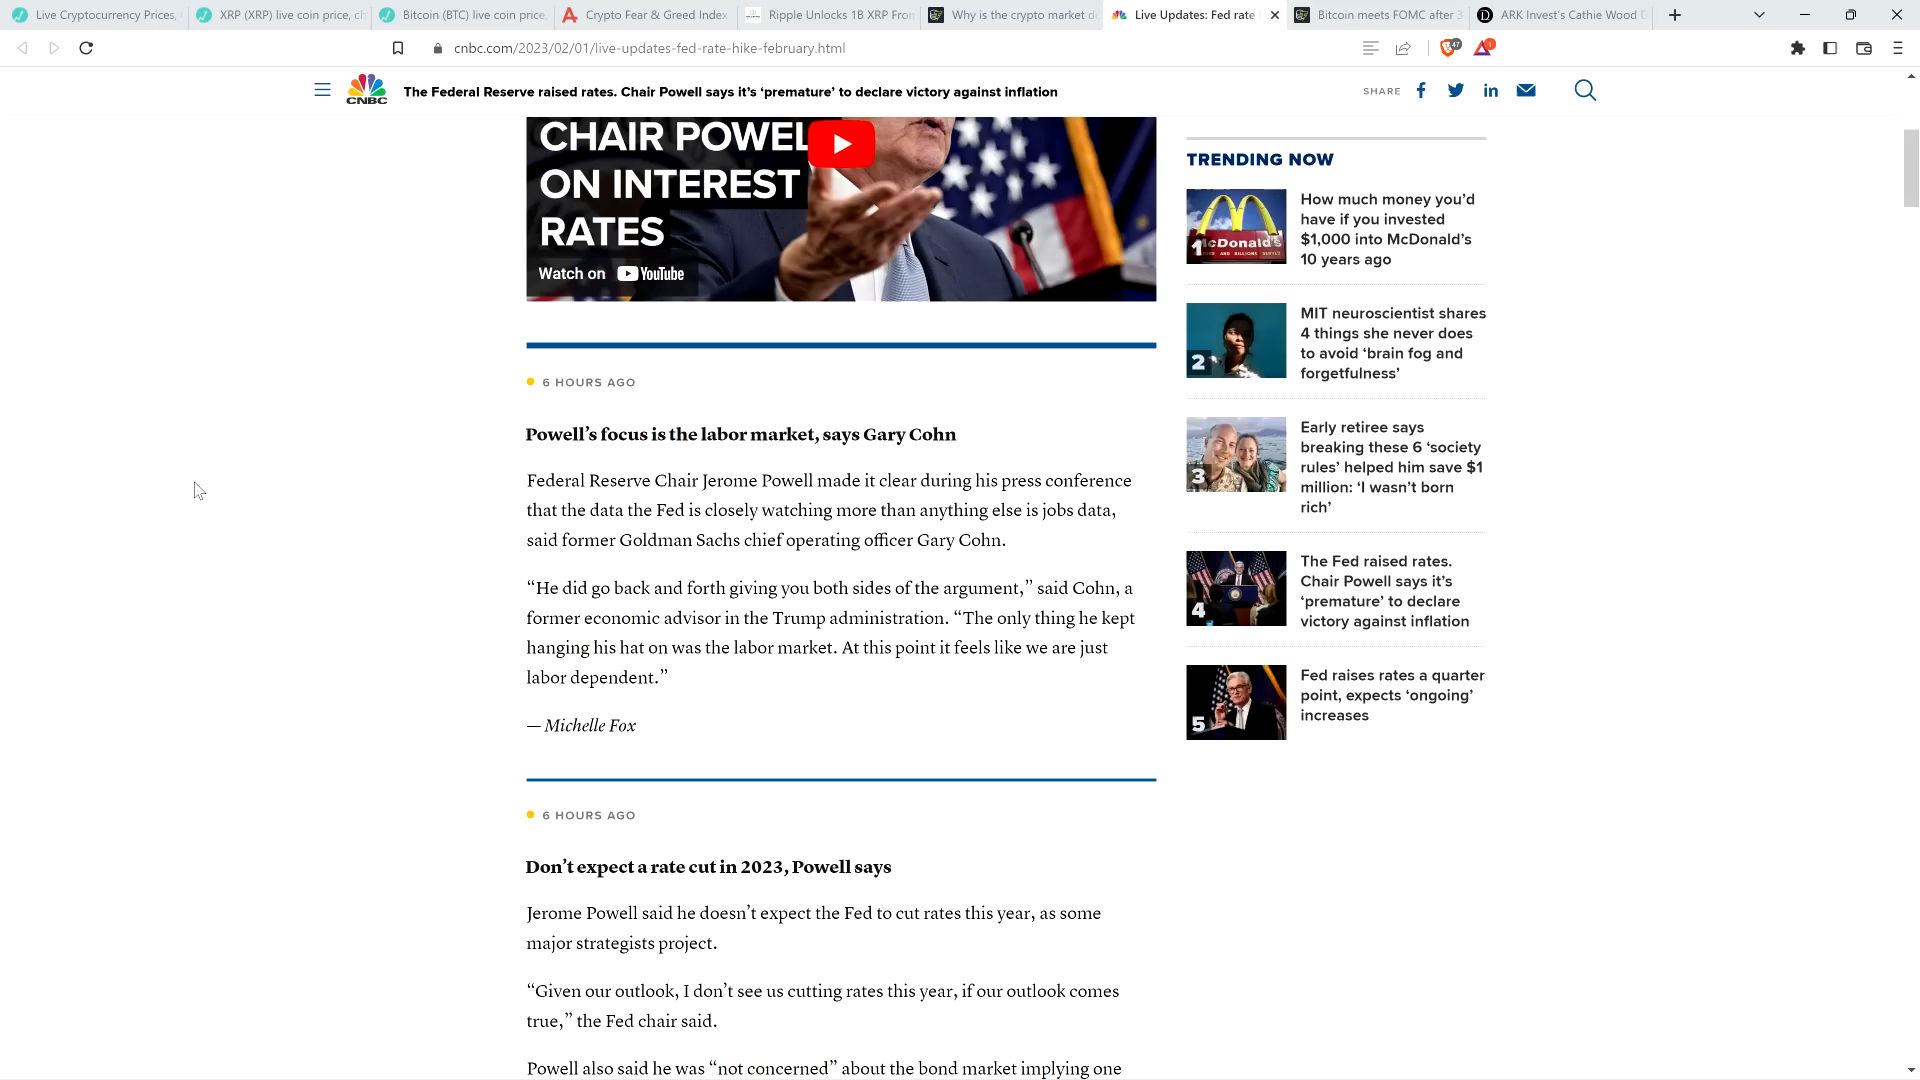 Live Cryptocurrency Prices,
XRP (XRP) live coin price, ch
Bitcoin (BTC) live coin price,
Crypto Fear & Greed Index
Ripple Unlocks 1B XRP From
Why is the crypto market do
Live Updates: Fed rate
Bitcoin meets FOMC after 3
ARK Invest's Cathie Wood D
cnbc.com/2023/02/01/live-updates-fed-rate-hike-february.html
47
1
CNBC
The Federal Reserve raised rates. Chair Powell says it’s ‘premature’ to declare victory against inflation
SHARE
CHAIR POWEL
ON INTEREST
RATES
Watch on YouTube
6 HOURS AGO
Powell’s focus is the labor market, says Gary Cohn
Federal Reserve Chair Jerome Powell made it clear during his press conference
that the data the Fed is closely watching more than anything else is jobs data,
said former Goldman Sachs chief operating officer Gary Cohn.
“He did go back and forth giving you both sides of the argument,” said Cohn, a
former economic advisor in the Trump administration. “The only thing he kept
hanging his hat on was the labor market. At this point it feels like we are just
labor dependent.”
— Michelle Fox
6 HOURS AGO
Don’t expect a rate cut in 2023, Powell says
Jerome Powell said he doesn’t expect the Fed to cut rates this year, as some
major strategists project.
“Given our outlook, I don’t see us cutting rates this year, if our outlook comes
true,” the Fed chair said.
Powell also said he was “not concerned” about the bond market implying one
TRENDING NOW
McDonald's
1
How much money you’d
have if you invested
$1,000 into McDonald’s
10 years ago
2
MIT neuroscientist shares
4 things she never does
to avoid ‘brain fog and
forgetfulness’
3
Early retiree says
breaking these 6 ‘society
rules’ helped him save $1
million: ‘I wasn’t born
rich’
4
The Fed raised rates.
Chair Powell says it’s
‘premature’ to declare
victory against inflation
5
Fed raises rates a quarter
point, expects ‘ongoing’
increases